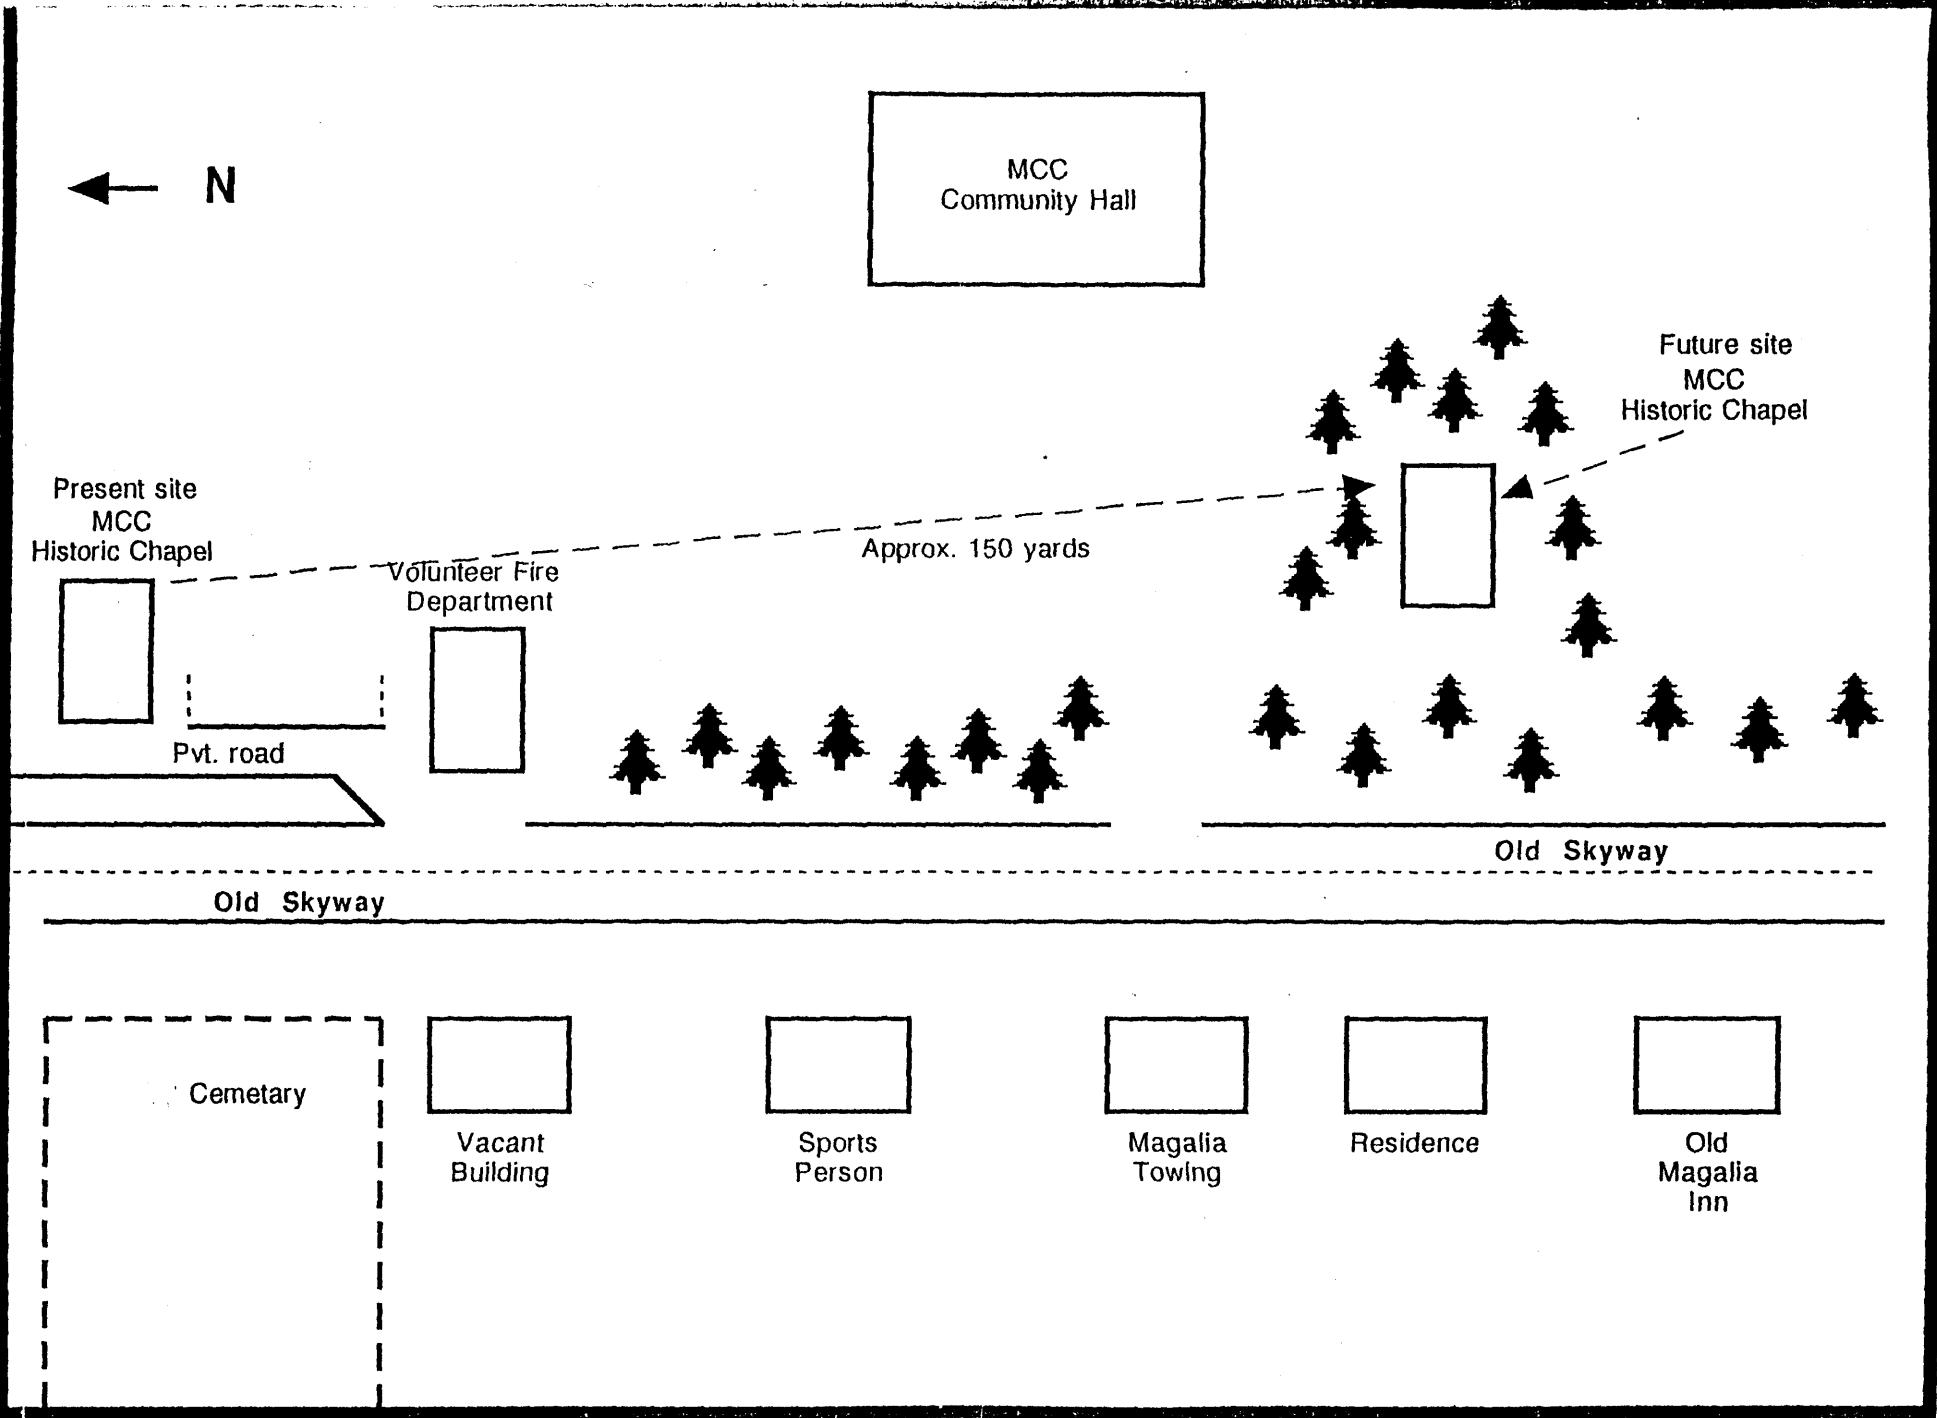 N
MCC
Community Hall
Future site
MCC
Historic Chapel
Present site
MCC
Historic Chapel
Approx. 150 yards
Volunteer Fire
Department
Pvt. road
Old Skyway
Old Skyway
Cemetary
Vacant
Building
Sports
Person
Magalia
Towing
Residence
Old
Magalia
Inn